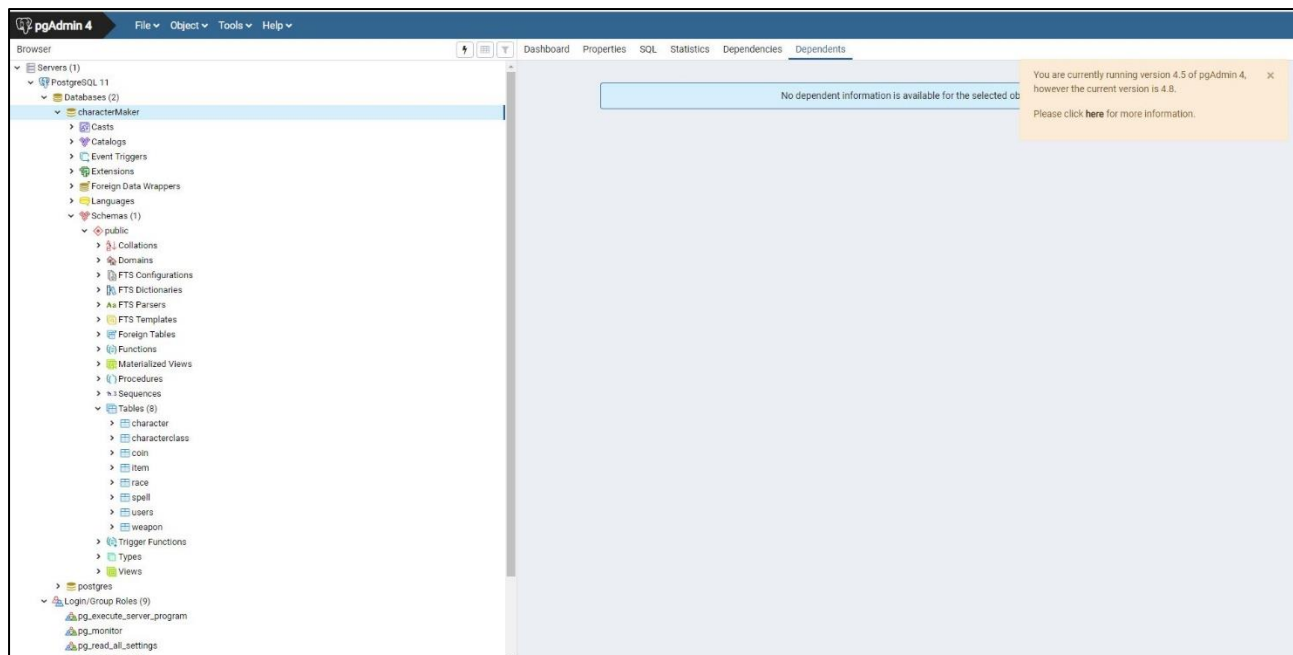 pgAdmin 4 File Object Tools Help
Browser
Dashboard Properties SQL Statistics Dependencies Dependents
Servers (1)
PostgreSQL 11
Databases (2)
characterMaker
Casts
Catalogs
Event Triggers
Extensions
Foreign Data Wrappers
Languages
Schemas (1)
public
Collations
Domains
FTS Configurations
FTS Dictionaries
Aa FTS Parsers
FTS Templates
Foreign Tables
Functions
Materialized Views
Procedures
1..3 Sequences
Tables (8)
character
characterclass
coin
item
race
spell
users
weapon
Trigger Functions
Types
Views
postgres
Login/Group Roles (9)
pg_execute_server_program
pg_monitor
pg_read_all_settings
No dependent information is available for the selected ob
You are currently running version 4.5 of pgAdmin 4,
however the current version is 4.8.
Please click here for more information.